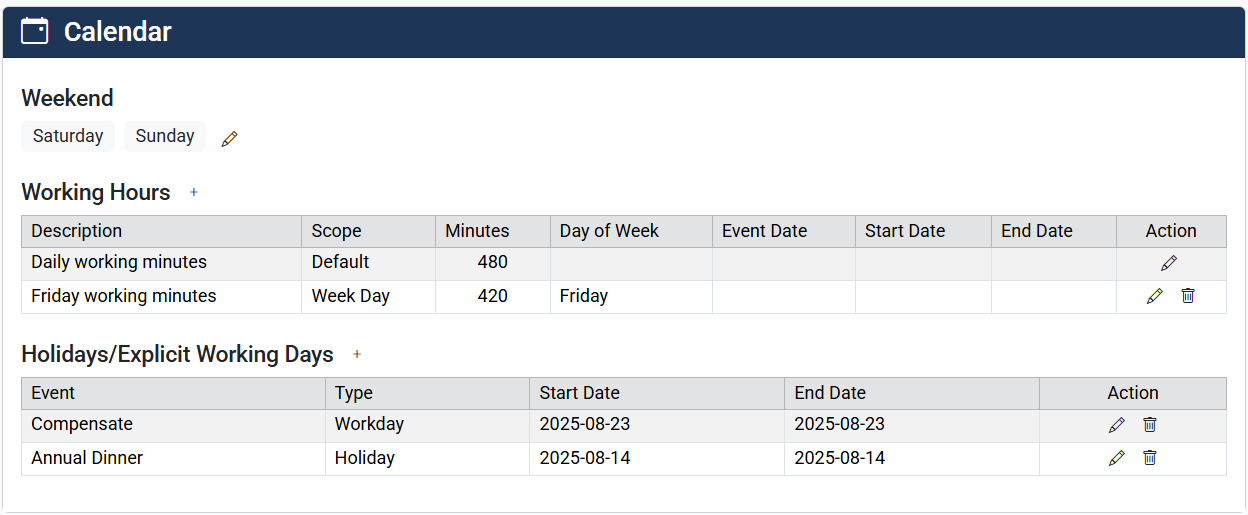 Calendar
Weekend
Saturday Sunday
Working Hours +
Description Scope Minutes Day of Week Event Date Start Date End Date Action
Daily working minutes Default 480
Friday working minutes Week Day 420 Friday
Holidays/Explicit Working Days +
Event Type Start Date End Date Action
Compensate Workday 2025-08-23 2025-08-23
Annual Dinner Holiday 2025-08-14 2025-08-14